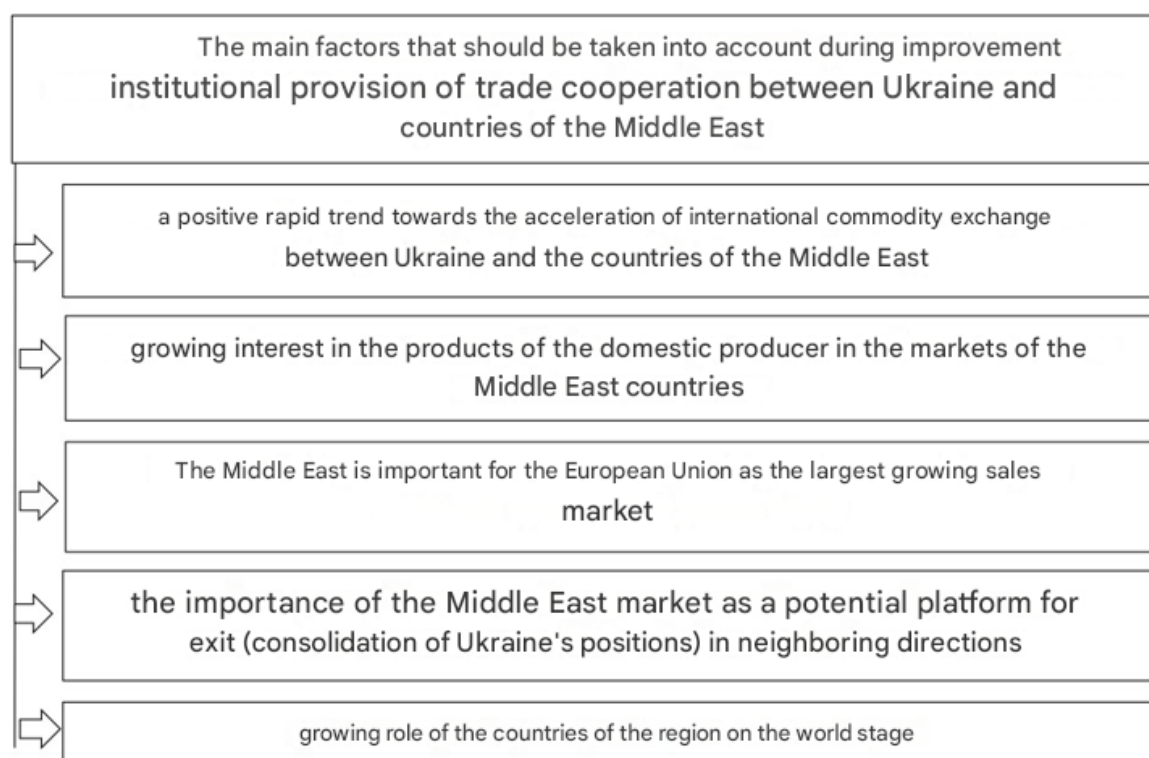 The main factors that should be taken into account during improvement
institutional provision of trade cooperation between Ukraine and
countries of the Middle East
a positive rapid trend towards the acceleration of international commodity exchange
between Ukraine and the countries of the Middle East
growing interest in the products of the domestic producer in the markets of the
Middle East countries
The Middle East is important for the European Union as the largest growing sales
market
the importance of the Middle East market as a potential platform for
exit (consolidation of Ukraine's positions) in neighboring directions
growing role of the countries of the region on the world stage